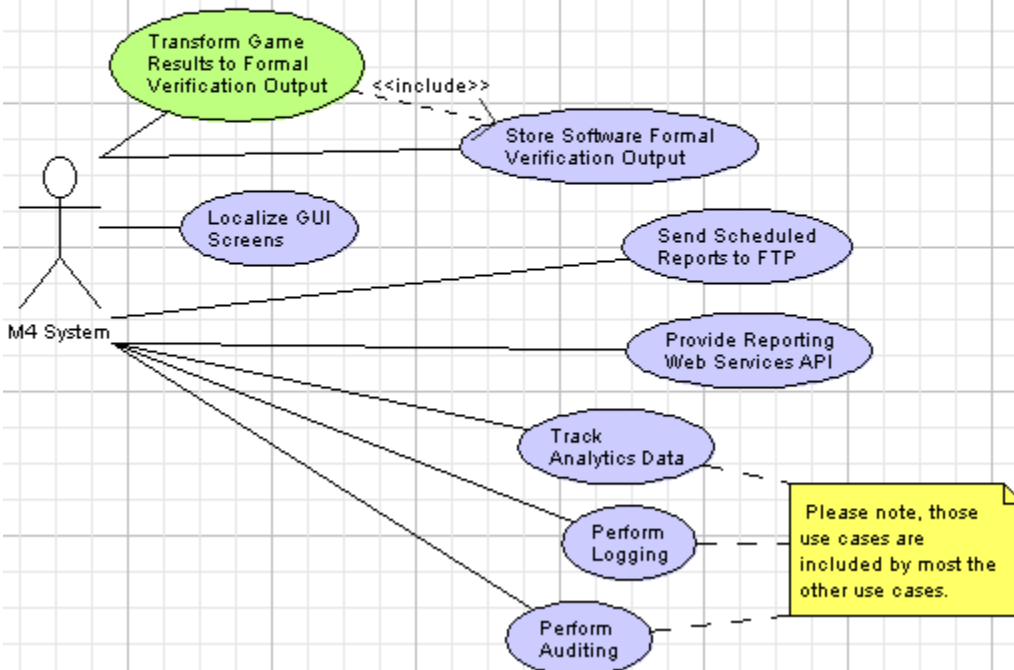 Transform Game
Results to Formal
Verification Output
<<include>>
Store Software Formal
Verification Output
Localize GUI
Screens
Send Scheduled
Reports to FTP
M4 System
Provide Reporting
Web Services API
Track
Analytics Data
Please note, those
use cases are
included by most the
other use cases.
Perform
Logging
Perform
Auditing